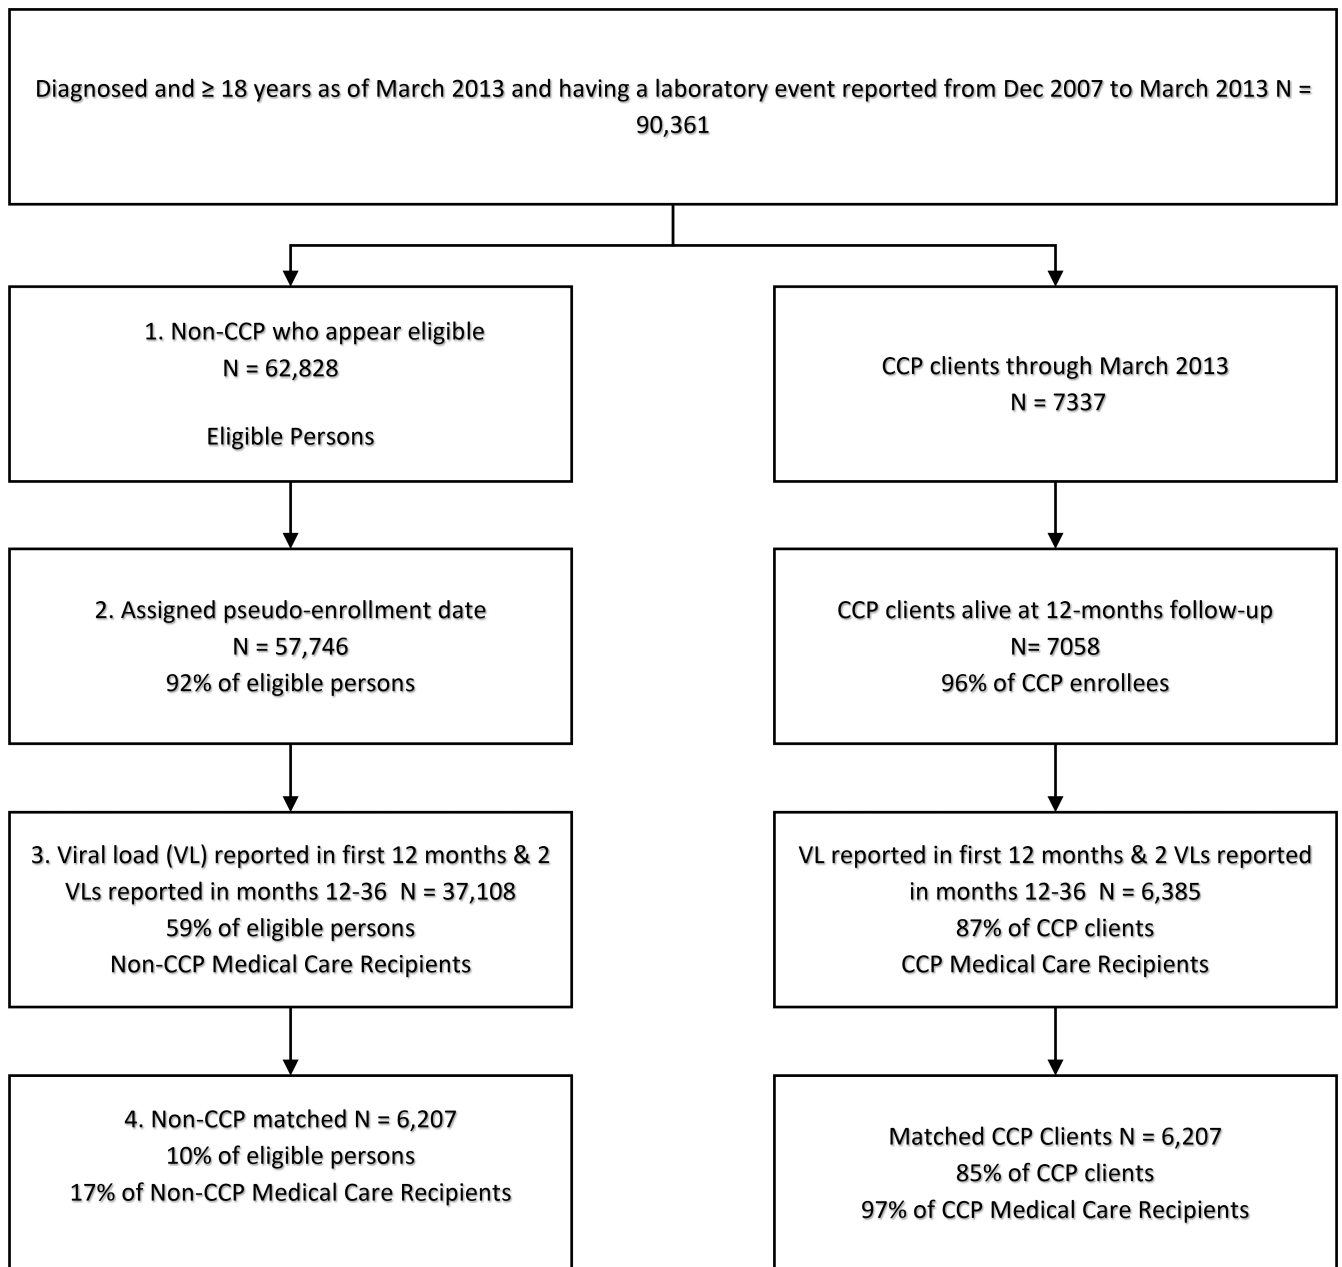 Diagnosed and ≥ 18 years as of March 2013 and having a laboratory event reported from Dec 2007 to March 2013 N =
90,361
1. Non-CCP who appear eligible
N = 62,828
Eligible Persons
CCP clients through March 2013
N = 7337
2. Assigned pseudo-enrollment date
N = 57,746
92% of eligible persons
CCP clients alive at 12-months follow-up
N= 7058
96% of CCP enrollees
3. Viral load (VL) reported in first 12 months & 2
VLs reported in months 12-36  N = 37,108
59% of eligible persons
Non-CCP Medical Care Recipients
VL reported in first 12 months & 2 VLs reported
in months 12-36  N = 6,385
87% of CCP clients
CCP Medical Care Recipients
4. Non-CCP matched N = 6,207
10% of eligible persons
17% of Non-CCP Medical Care Recipients
Matched CCP Clients N = 6,207
85% of CCP clients
97% of CCP Medical Care Recipients